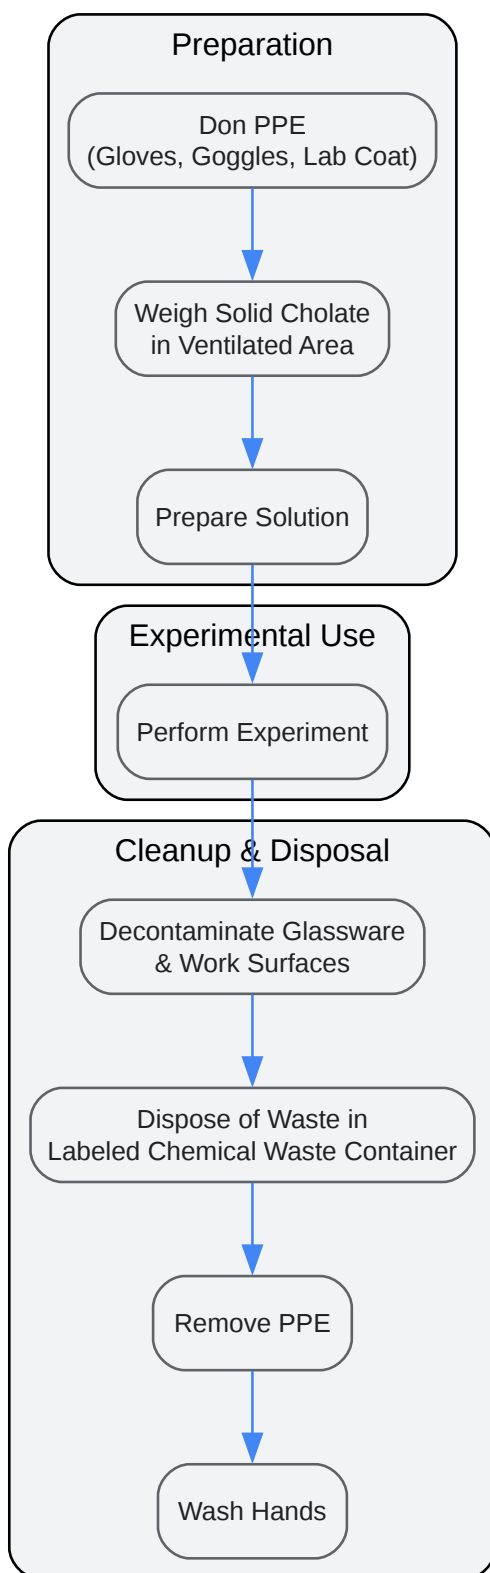 Preparation
Don PPE
(Gloves, Goggles, Lab Coat)
Weigh Solid Cholate
in Ventilated Area
Prepare Solution
Experimental Use
Perform Experiment
Cleanup & Disposal
Decontaminate Glassware
& Work Surfaces
Dispose of Waste in
Labeled Chemical Waste Container
Remove PPE
Wash Hands